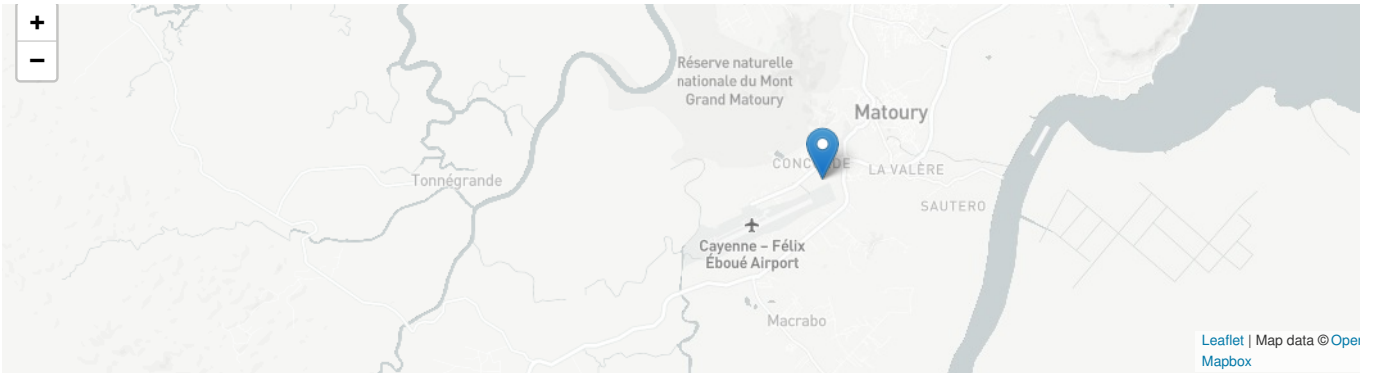 +
−
Réserve naturelle
nationale du Mont
Grand Matoury
Matoury
LA VALÈRE
Tonnégrande
SAUTERO
Cayenne – Félix
Éboué Airport
Macrabo
Leaflet | Map data © Open
Mapbox